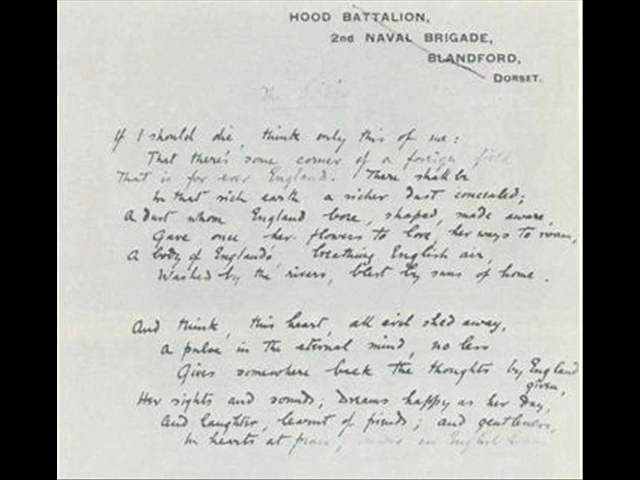 HOOD BATTALION,
2nd NAVAL BRIGADE,
BLANDFORD,
DORSET.
The
If I should die, think only this of me:
That there's some corner of a foreign field
That is for ever England. There shall be
In that rich earth a richer dust concealed;
A dust whom England bore, shaped, made aware,
Gave once her flowers to love, her ways to roam,
A body of England's breathing English air,
Washed by the rivers, blest by suns of home.
And think, this heart, all evil shed away,
A pulse in the eternal mind, no less
Gives somewhere back the thoughts by England
given,
Her sights and sounds; dreams happy as her day,
And laughter, learnt of friends; and gentleness,
In hearts at peace, under an English heaven